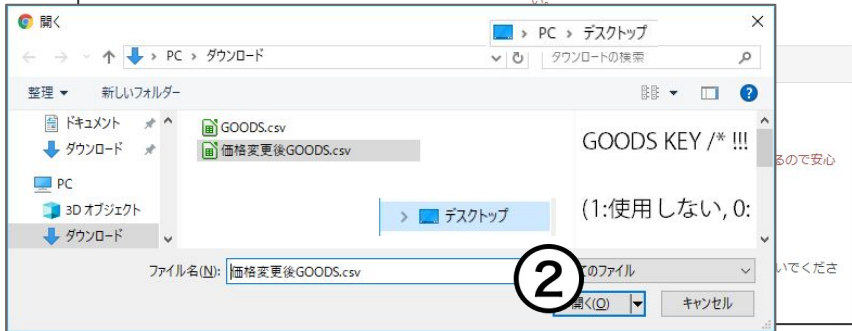 開く
PC > デスクトップ
PC > ダウンロード
ダウンロードの検索
整理 新しいフォルダー
ドキュメント
ダウンロード
PC
3D オブジェクト
ダウンロード
GOODS.csv
価格変更後GOODS.csv
> デスクトップ
GOODS KEY /* !!!
(1:使用しない, 0:
るので安心
いでくださ
ファイル名(N): 価格変更後GOODS.csv
てのファイル
②
開く(O)
キャンセル